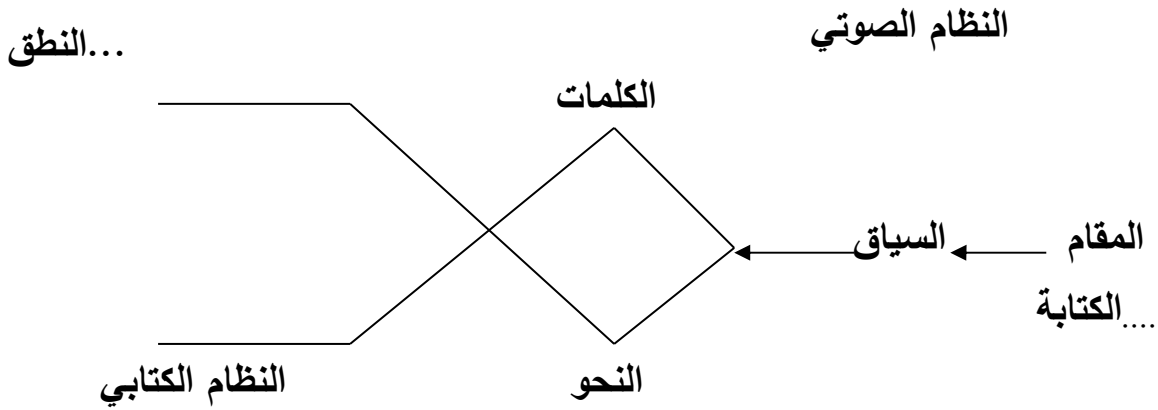 النظام الصوتي
النطق...
الكلمات
المقام
السياق
الكتابة....
النحو
النظام الكتابي